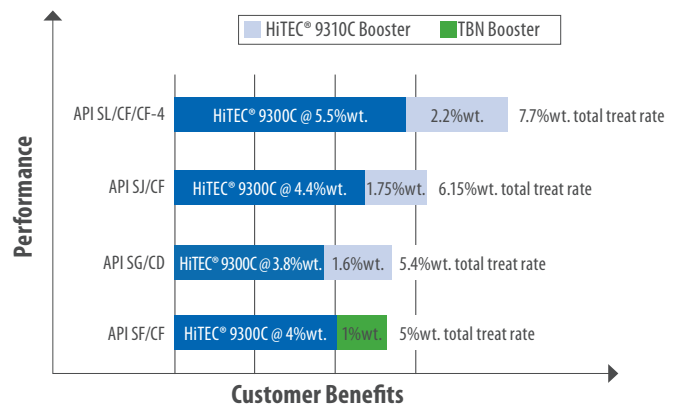 HiTEC® 9310C Booster TBN Booster
Performance
API SL/CF/CF-4 HiTEC® 9300C @ 5.5%wt. 2.2%wt. 7.7%wt. total treat rate
API SJ/CF HiTEC® 9300C @ 4.4%wt. 1.75%wt. 6.15%wt. total treat rate
API SG/CD HiTEC® 9300C @ 3.8%wt. 1.6%wt. 5.4%wt. total treat rate
API SF/CF HiTEC® 9300C @ 4%wt. 1%wt. 5%wt. total treat rate
Customer Benefits